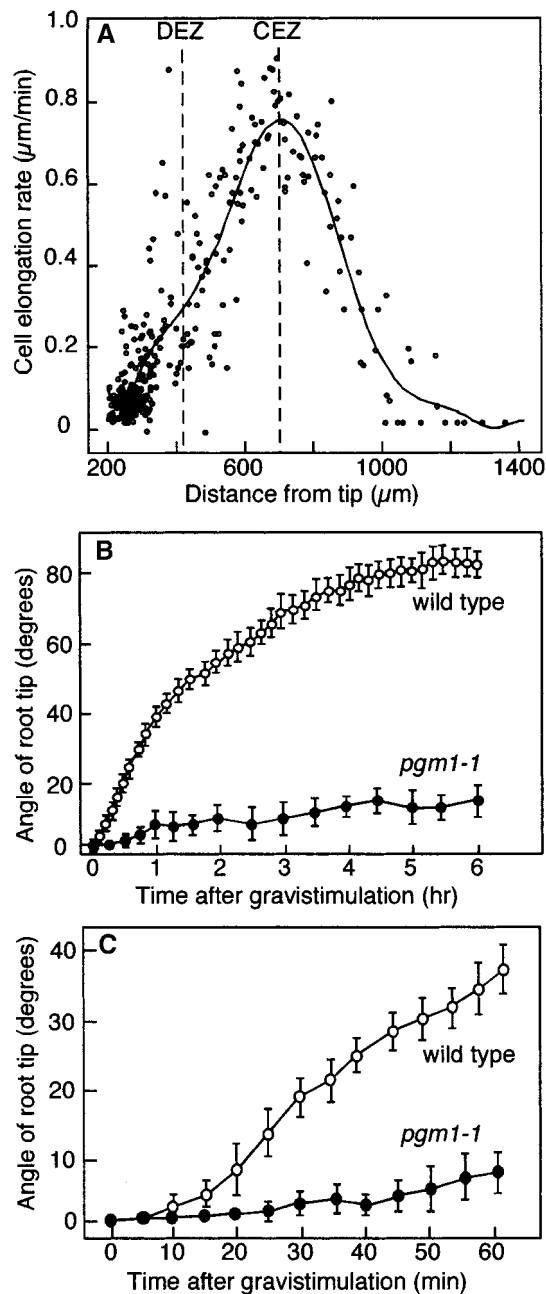 A
DEZ
CEZ
1.0
0.8
0.6
0.4
0.2
0
Cell elongation rate (µm/min)
200
600
1000
1400
Distance from tip (µm)
B
80
60
40
20
0
Angle of root tip (degrees)
wild type
pgm1-1
0
1
2
3
4
5
6
Time after gravistimulation (hr)
C
40
30
20
10
0
Angle of root tip (degrees)
wild type
pgm1-1
0
10
20
30
40
50
60
Time after gravistimulation (min)